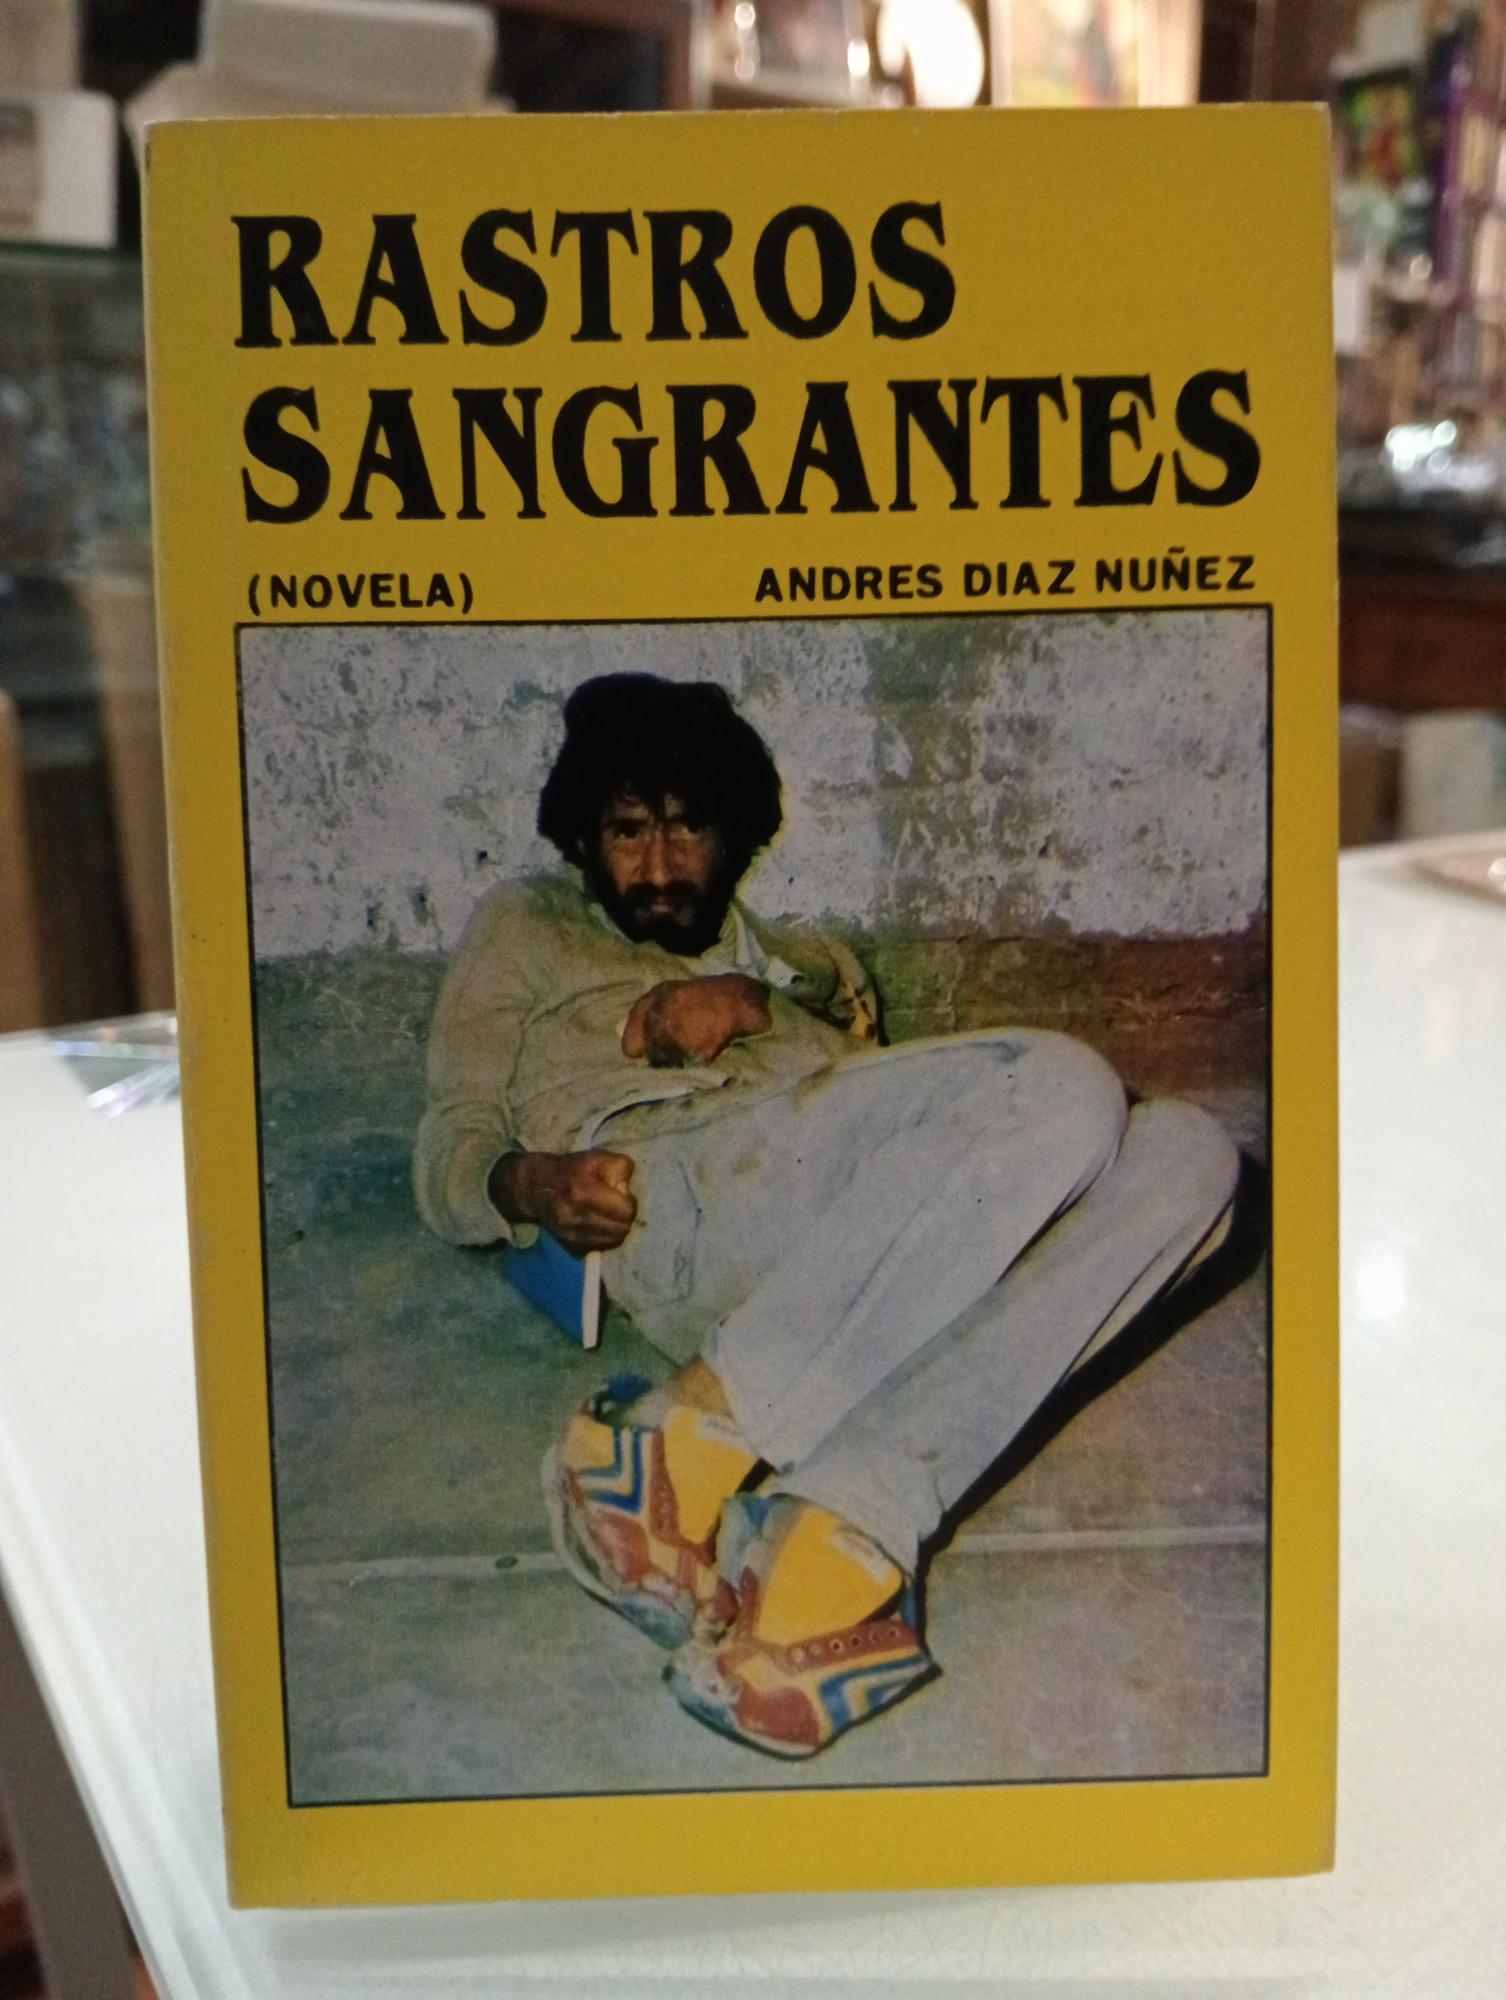 RASTROS
SANGRANTES
(NOVELA) ANDRES DIAZ NUÑEZ